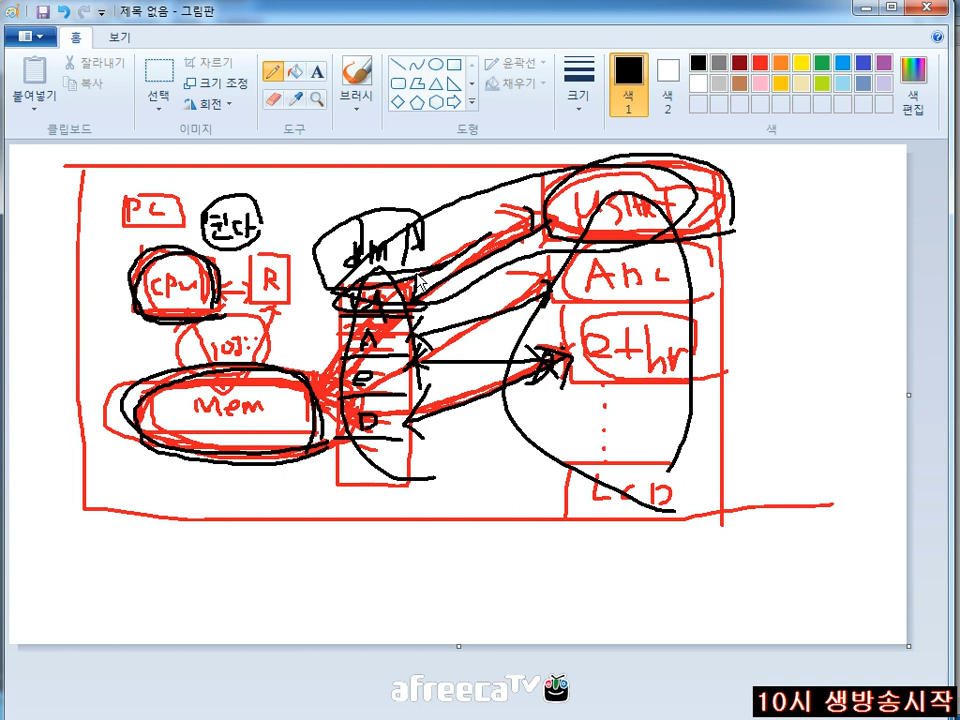 제목 없음 - 그림판
홈 보기
붙여넣기
잘라내기
복사
클립보드
선택
자르기
크기 조정
회전
이미지
A
도구
브러시
윤곽선
채우기
도형
크기
색 1
색 2
색 편집
색
PC
윈다
CPU
R
Mem
A
e
D
Usart
Anc
ethr
LCD
afreecaTV
10시 생방송시작